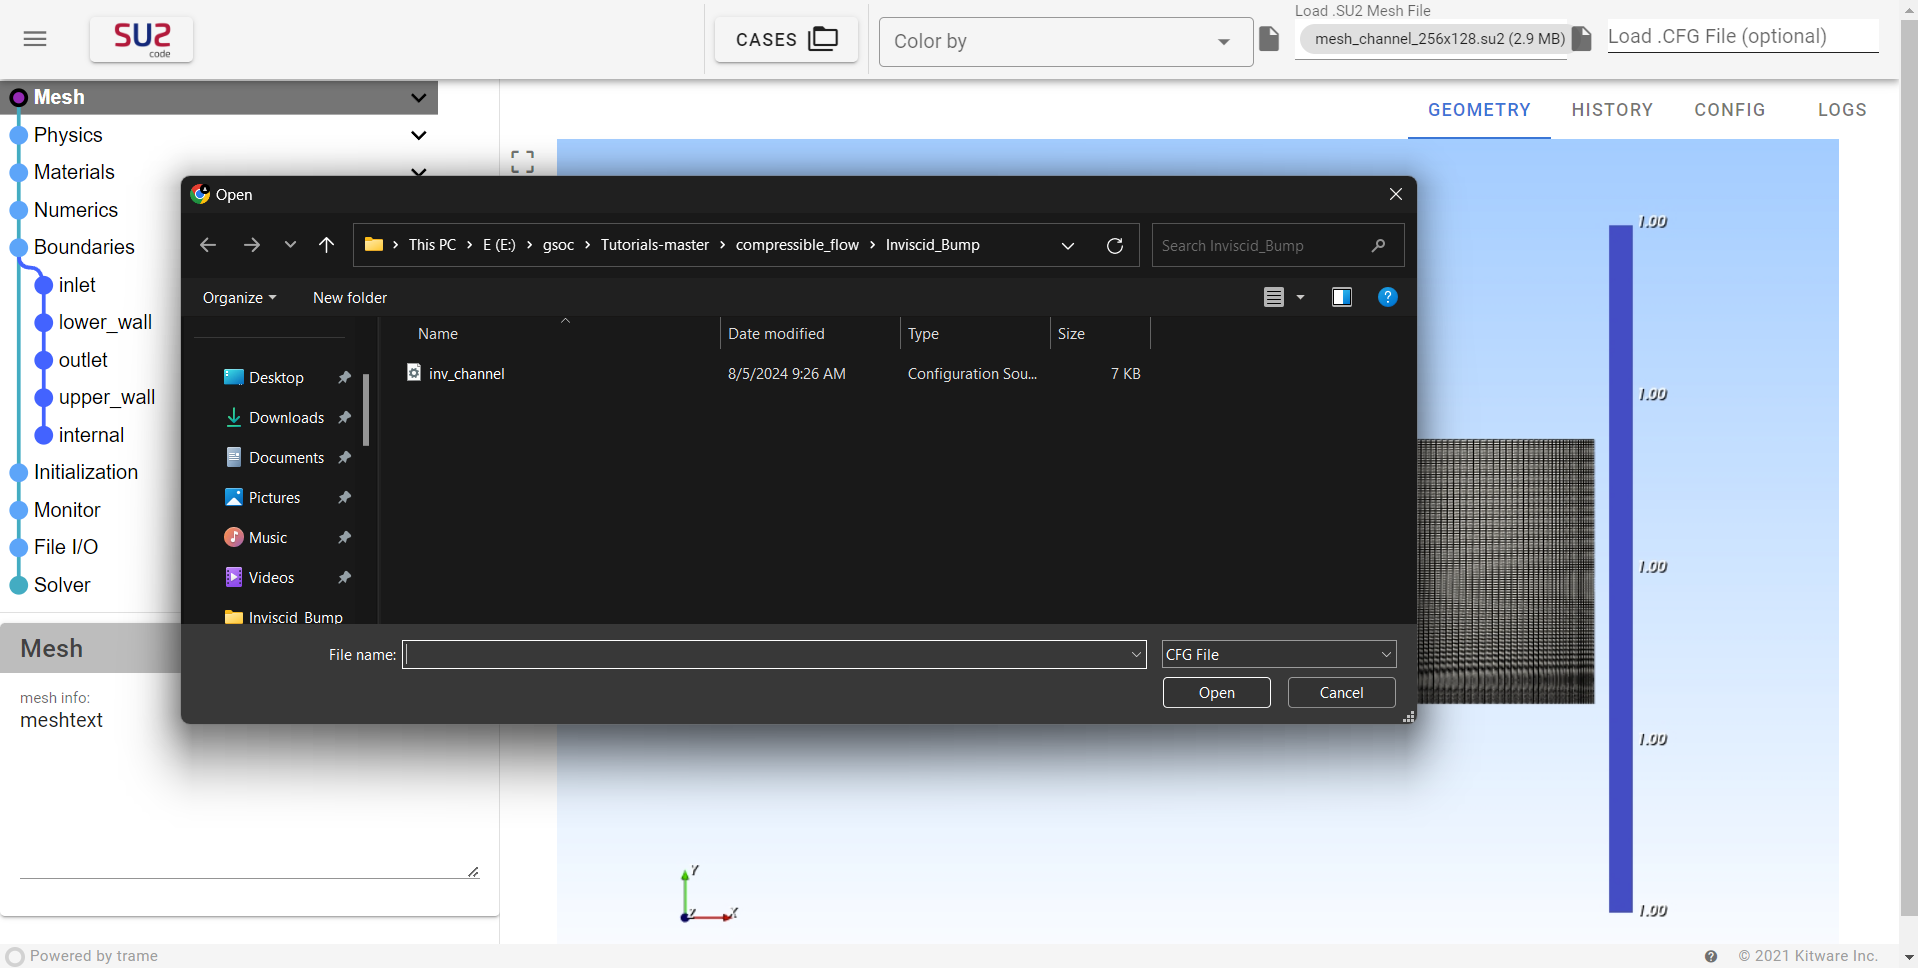 SU2
code
CASES
Color by
Load .SU2 Mesh File
mesh_channel_256x128.su2 (2.9 MB)
Load .CFG File (optional)
Mesh
Physics
Materials
Numerics
Boundaries
inlet
lower_wall
outlet
upper_wall
internal
Initialization
Monitor
File I/O
Solver
Mesh
mesh info:
meshtext
GEOMETRY
HISTORY
CONFIG
LOGS
Open
This PC > E (E:) > gsoc > Tutorials-master > compressible_flow > Inviscid_Bump
Search Inviscid_Bump
Organize
New folder
Desktop
Downloads
Documents
Pictures
Music
Videos
Inviscid_Bump
Name Date modified Type Size
inv_channel 8/5/2024 9:26 AM Configuration Sou... 7 KB
File name:
CFG File
Open
Cancel
1.00
1.00
1.00
1.00
1.00
Y
Z
X
Powered by trame
© 2021 Kitware Inc.